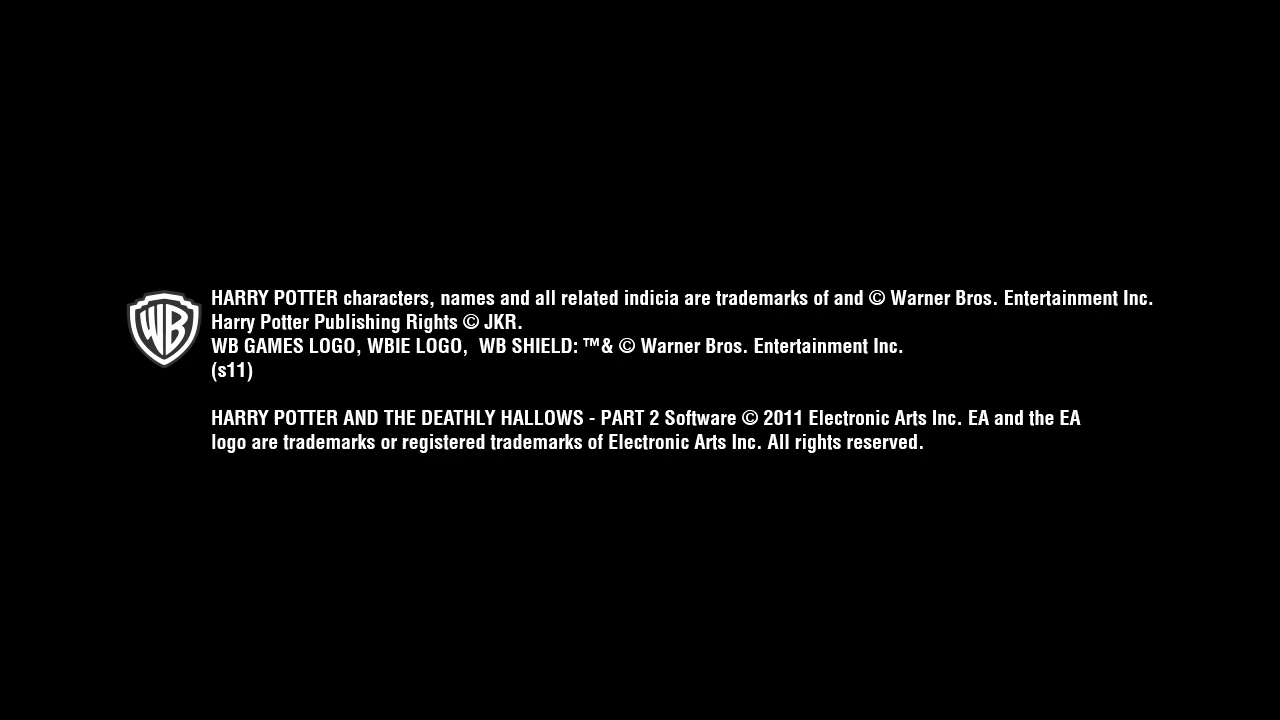 WB
HARRY POTTER characters, names and all related indicia are trademarks of and © Warner Bros. Entertainment Inc.
Harry Potter Publishing Rights © JKR.
WB GAMES LOGO, WBIE LOGO,  WB SHIELD: ™& © Warner Bros. Entertainment Inc.
(s11)
HARRY POTTER AND THE DEATHLY HALLOWS - PART 2 Software © 2011 Electronic Arts Inc. EA and the EA
logo are trademarks or registered trademarks of Electronic Arts Inc. All rights reserved.